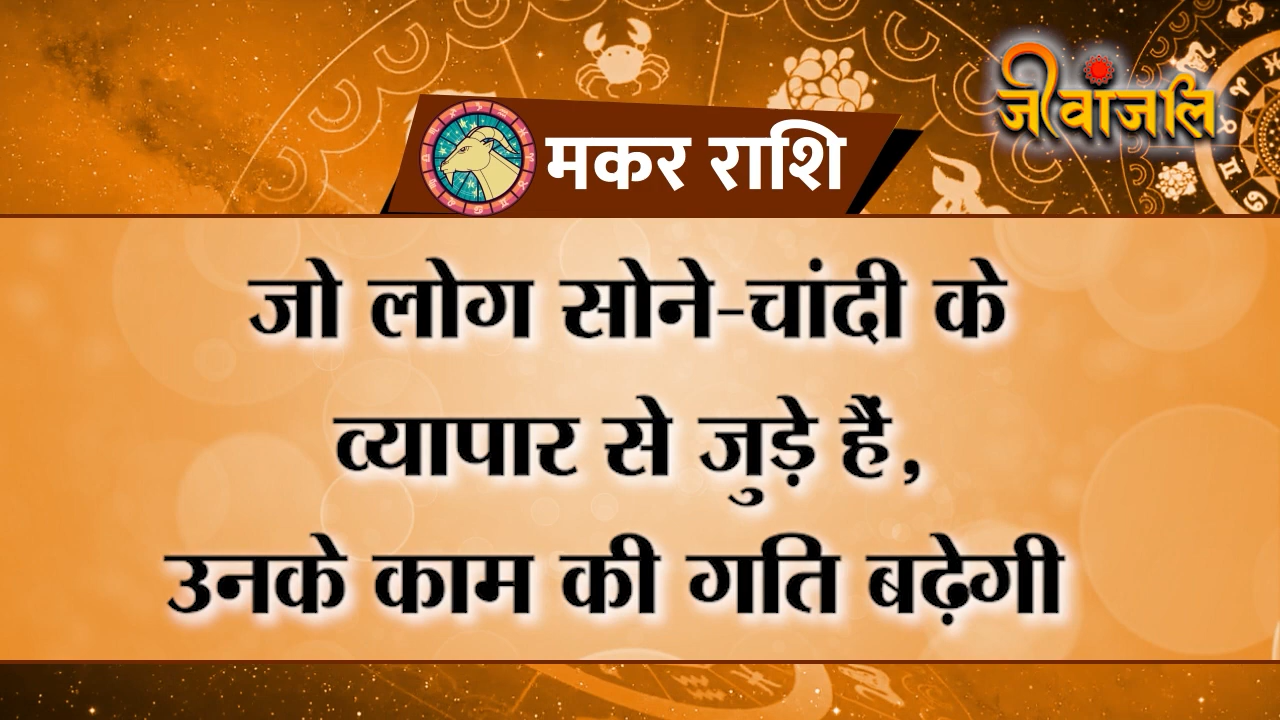 जीवांजलि
मकर राशि
जो लोग सोने-चांदी के
व्यापार से जुड़े हैं,
उनके काम की गति बढ़ेगी